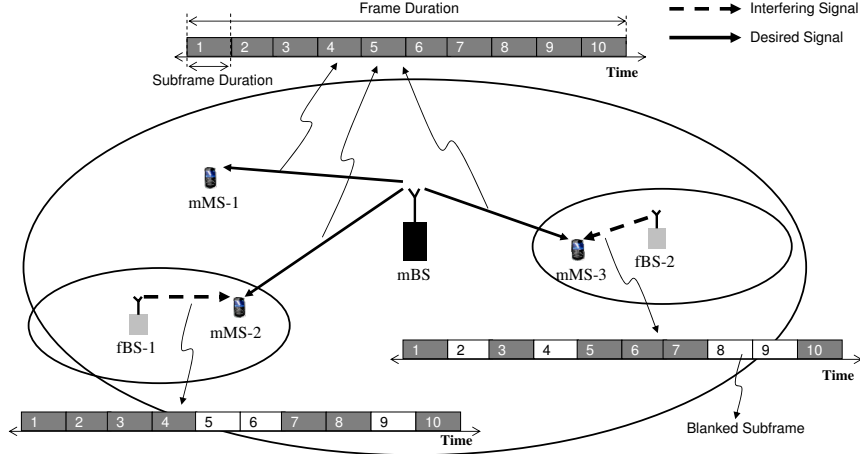 Frame Duration
Interfering Signal
Desired Signal
1 2 3 4 5 6 7 8 9 10
Time
Subframe Duration
mMS-1
mBS
mMS-3
fBS-2
fBS-1
mMS-2
1 2 3 4 5 6 7 8 9 10
Time
1 2 3 4 5 6 7 8 9 10
Time
Blanked Subframe